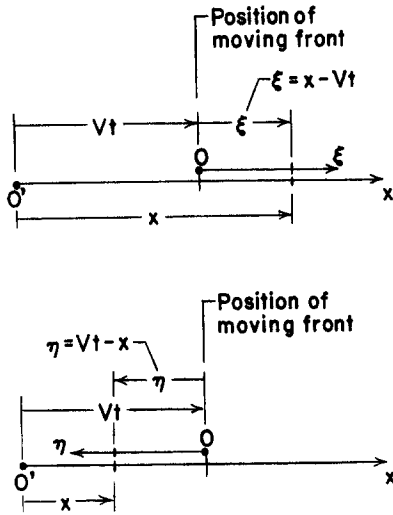 Position of
moving front
ξ = x - Vt
Vt
ξ
O
ξ
O'
x
x
Position of
moving front
η = Vt - x
η
Vt
O
η
O'
x
x